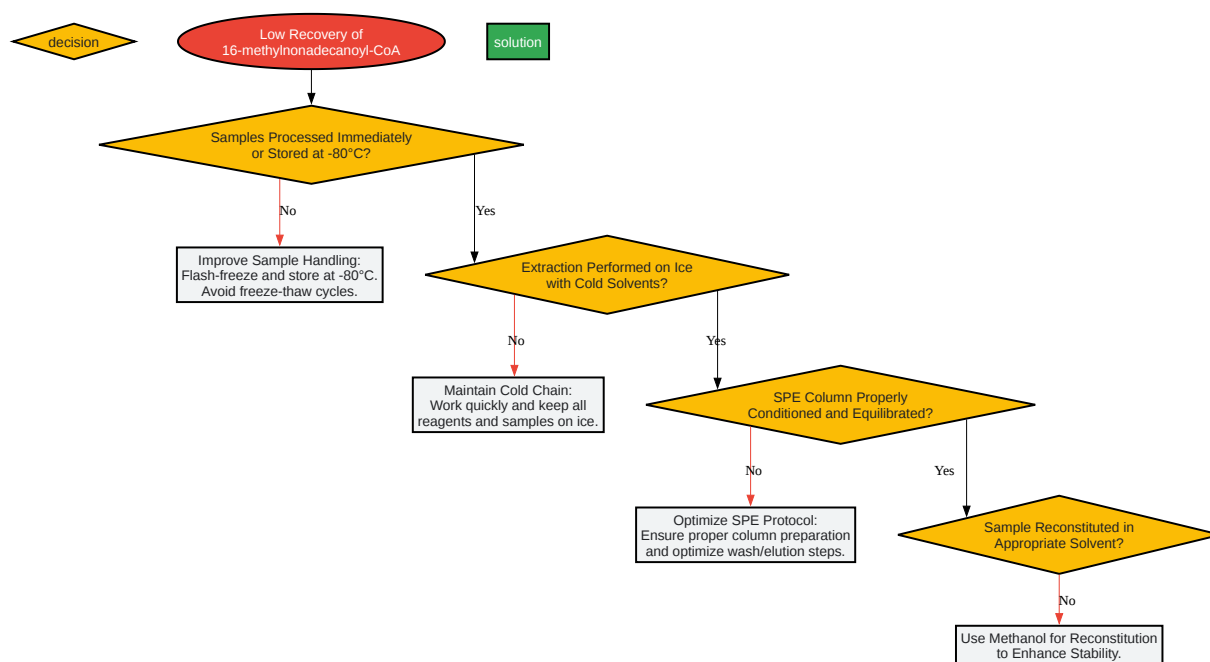 decision
Low Recovery of
16-methylnonadecanoyl-CoA
solution
Samples Processed Immediately
or Stored at -80°C?
No
Yes
Improve Sample Handling:
Flash-freeze and store at -80°C.
Avoid freeze-thaw cycles.
Extraction Performed on Ice
with Cold Solvents?
No
Yes
Maintain Cold Chain:
Work quickly and keep all
reagents and samples on ice.
SPE Column Properly
Conditioned and Equilibrated?
No
Yes
Optimize SPE Protocol:
Ensure proper column preparation
and optimize wash/elution steps.
Sample Reconstituted in
Appropriate Solvent?
No
Use Methanol for Reconstitution
to Enhance Stability.